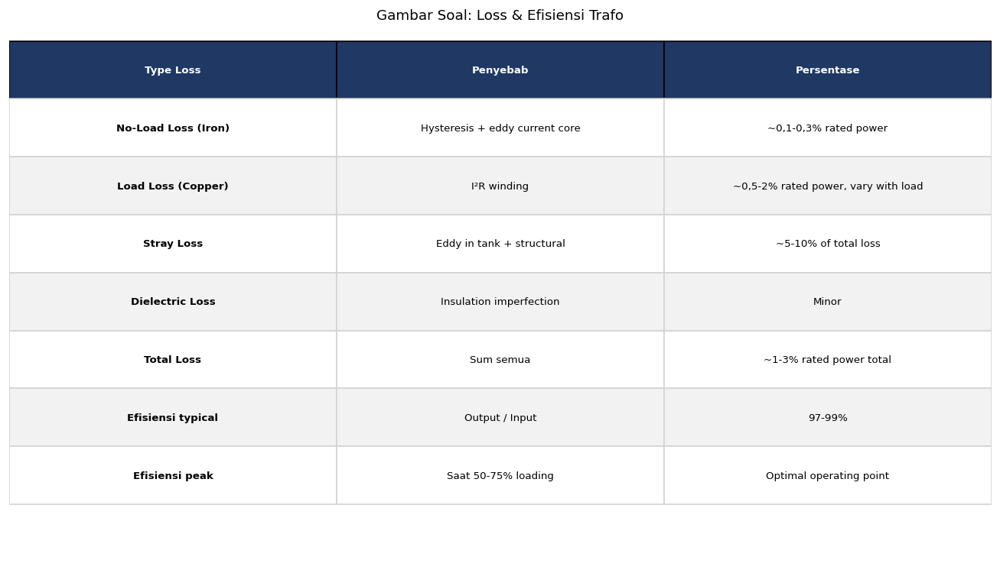 Gambar Soal: Loss & Efisiensi Trafo
Type Loss Penyebab Persentase
No-Load Loss (Iron) Hysteresis + eddy current core ~0,1-0,3% rated power
Load Loss (Copper) I²R winding ~0,5-2% rated power, vary with load
Stray Loss Eddy in tank + structural ~5-10% of total loss
Dielectric Loss Insulation imperfection Minor
Total Loss Sum semua ~1-3% rated power total
Efisiensi typical Output / Input 97-99%
Efisiensi peak Saat 50-75% loading Optimal operating point